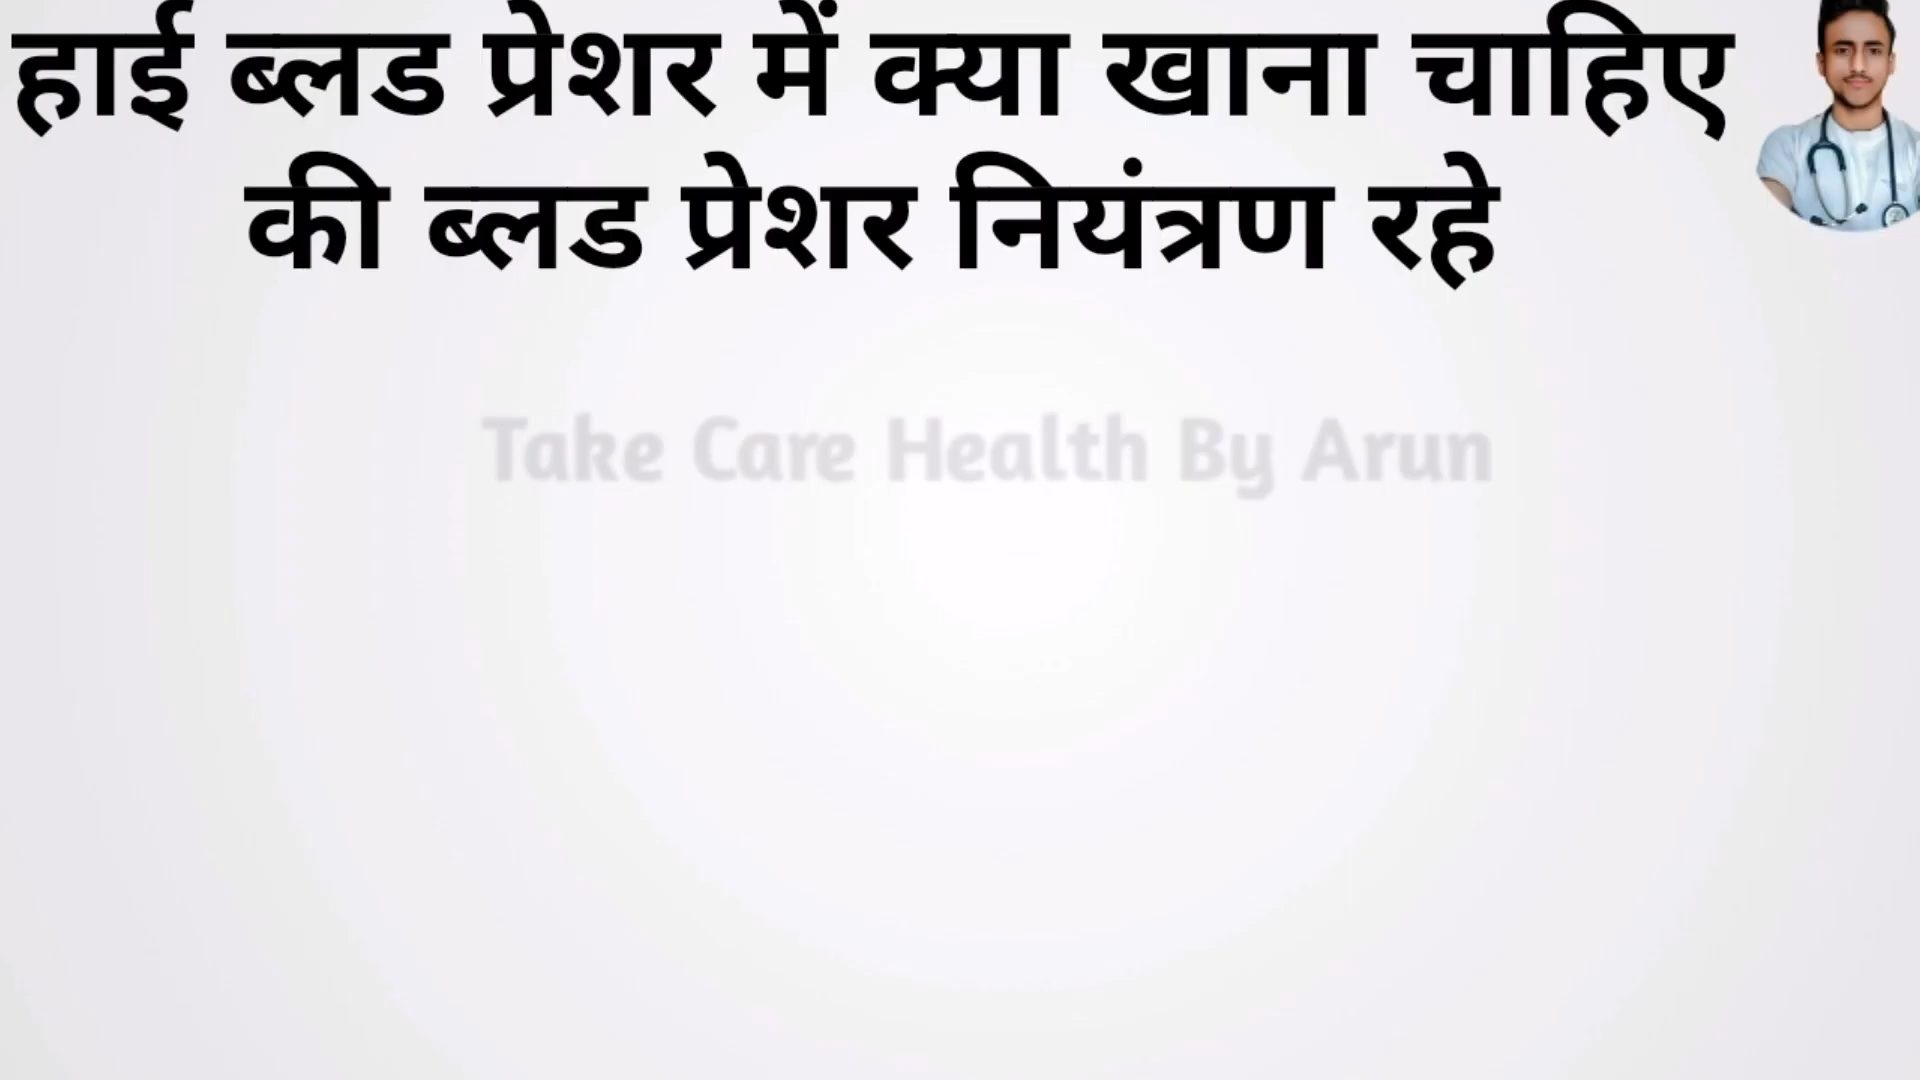 हाई ब्लड प्रेशर में क्या खाना चाहिए
की ब्लड प्रेशर नियंत्रण रहे
Take Care Health By Arun